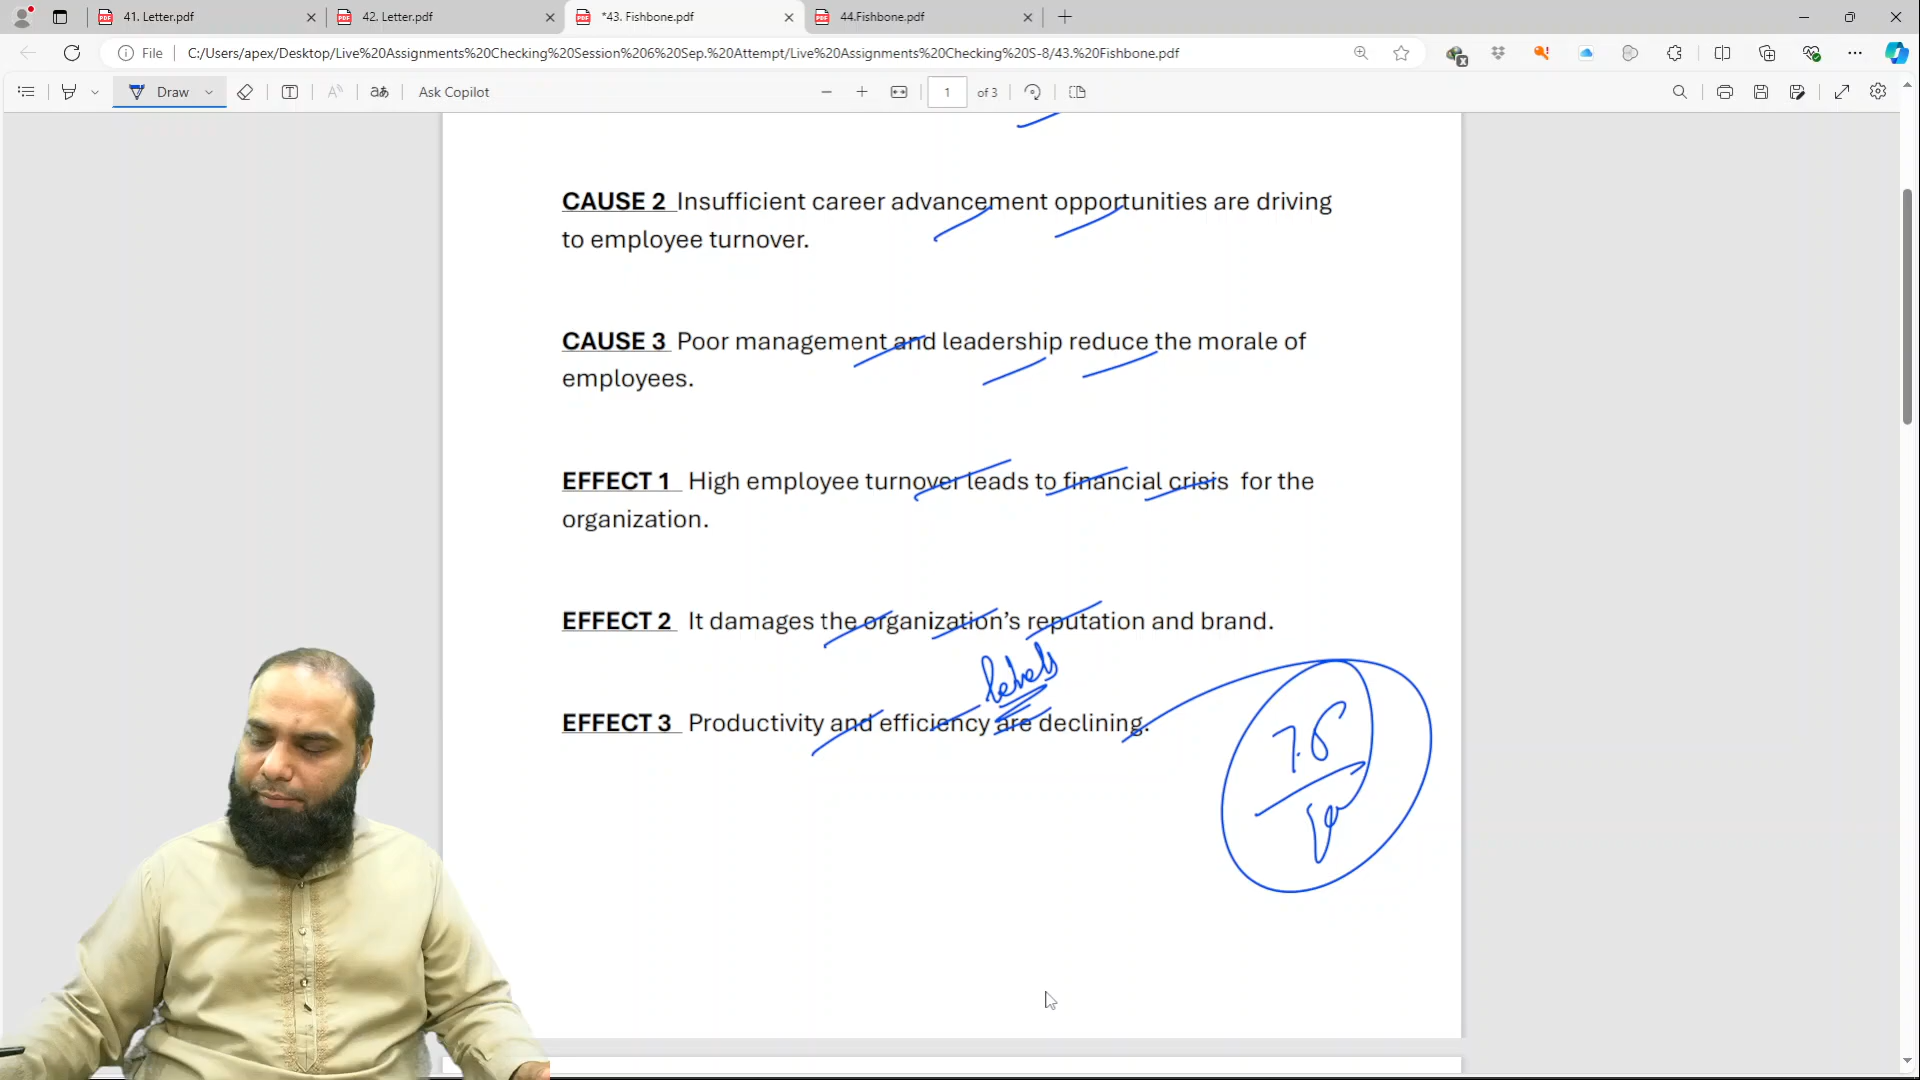 41. Letter.pdf
42. Letter.pdf
*43. Fishbone.pdf
44.Fishbone.pdf
File
C:/Users/apex/Desktop/Live%20Assignments%20Checking%20Session%206%20Sep.%20Attempt/Live%20Assignments%20Checking%20S-8/43.%20Fishbone.pdf
Draw
Ask Copilot
1 of 3
CAUSE 2 Insufficient career advancement opportunities are driving
to employee turnover.
CAUSE 3 Poor management and leadership reduce the morale of
employees.
EFFECT 1 High employee turnover leads to financial crisis for the
organization.
EFFECT 2 It damages the organization’s reputation and brand.
levels
EFFECT 3 Productivity and efficiency are declining.